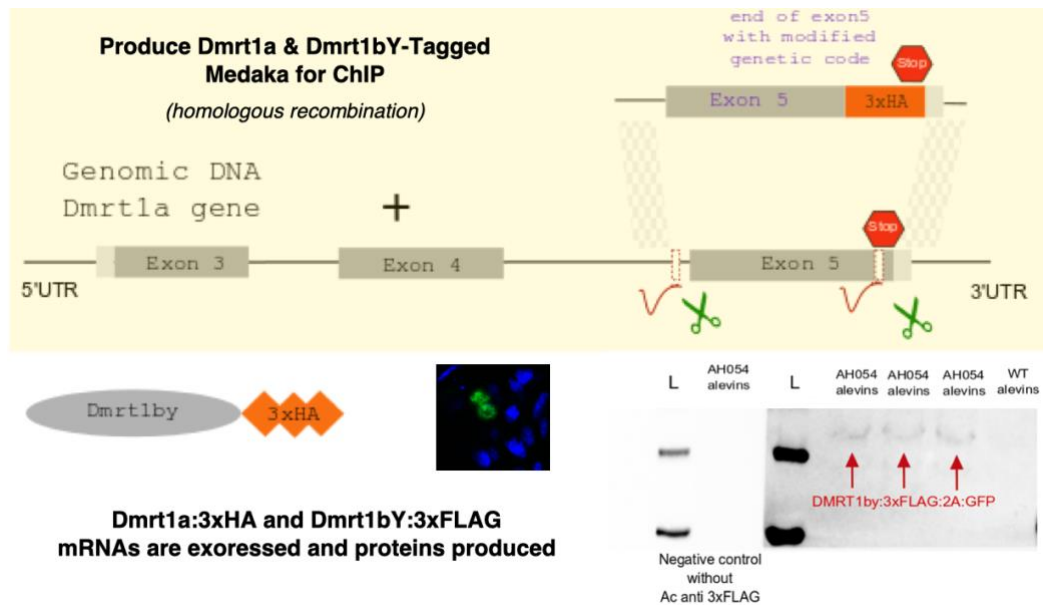 Produce Dmrt1a & Dmrt1bY-Tagged
Medaka for ChIP
(homologous recombination)
end of exon5
with modified
genetic code
Stop
Exon 5
3xHA
Genomic DNA
Dmrt1a gene
+
Stop
Exon 3
Exon 4
Exon 5
5'UTR
3'UTR
Dmrt1by
3xHA
Dmrt1a:3xHA and Dmrt1bY:3xFLAG
mRNAs are exoressed and proteins produced
L
AH054
alevins
L
AH054
alevins
AH054
alevins
AH054
alevins
WT
alevins
DMRT1by:3xFLAG:2A:GFP
Negative control
without
Ac anti 3xFLAG